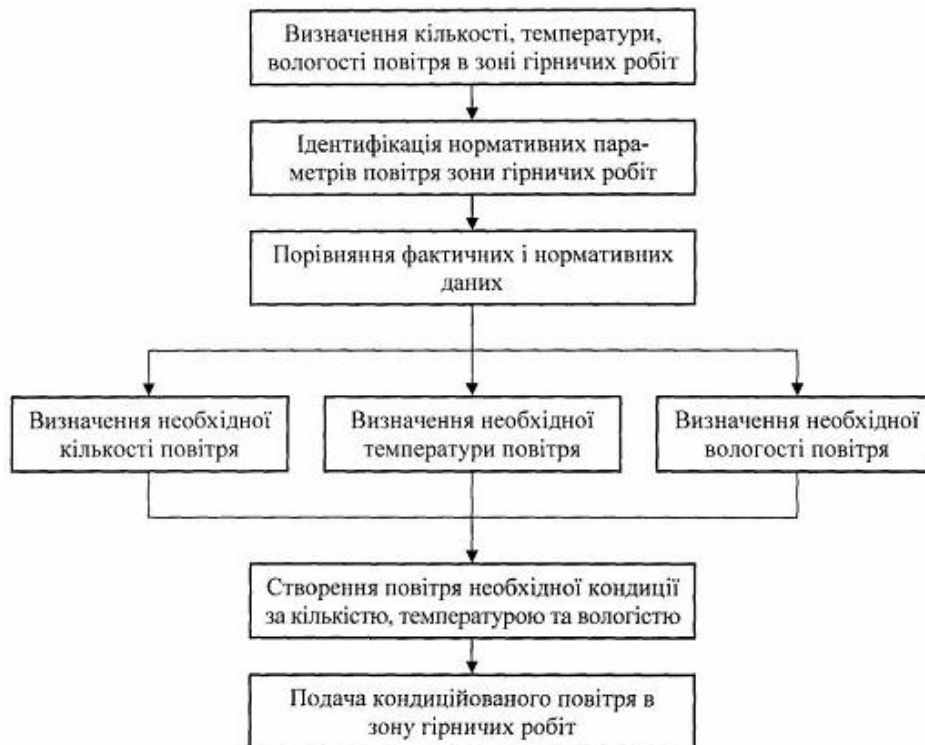 Визначення кількості, температури,
вологості повітря в зоні гірничих робіт
Ідентифікація нормативних пара-
метрів повітря зони гірничих робіт
Порівняння фактичних і нормативних
даних
Визначення необхідної
кількості повітря
Визначення необхідної
температури повітря
Визначення необхідної
вологості повітря
Створення повітря необхідної кондиції
за кількістю, температурою та вологістю
Подача кондиційованого повітря в
зону гірничих робіт